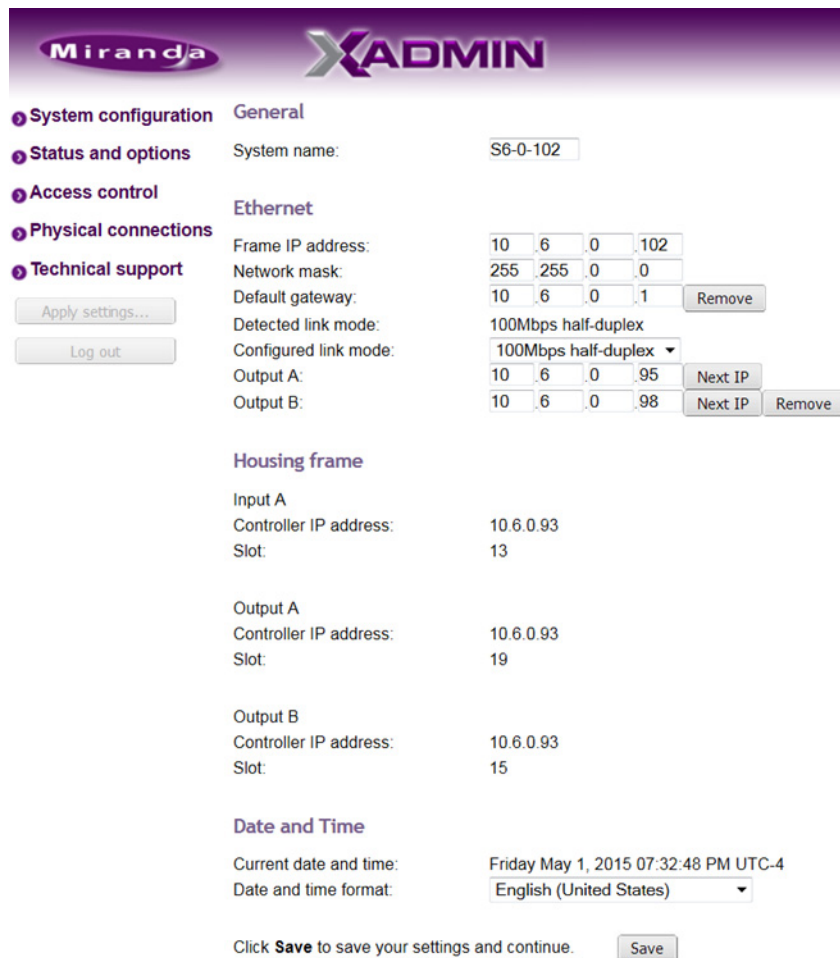 Miranda XADMIN
System configuration
Status and options
Access control
Physical connections
Technical support
Apply settings...
Log out
General
System name: S6-0-102
Ethernet
Frame IP address: 10 .6 .0 .102
Network mask: 255 .255 .0 .0
Default gateway: 10 .6 .0 .1 Remove
Detected link mode: 100Mbps half-duplex
Configured link mode: 100Mbps half-duplex
Output A: 10 .6 .0 .95 Next IP
Output B: 10 .6 .0 .98 Next IP Remove
Housing frame
Input A
Controller IP address: 10.6.0.93
Slot: 13
Output A
Controller IP address: 10.6.0.93
Slot: 19
Output B
Controller IP address: 10.6.0.93
Slot: 15
Date and Time
Current date and time: Friday May 1, 2015 07:32:48 PM UTC-4
Date and time format: English (United States)
Click Save to save your settings and continue. Save